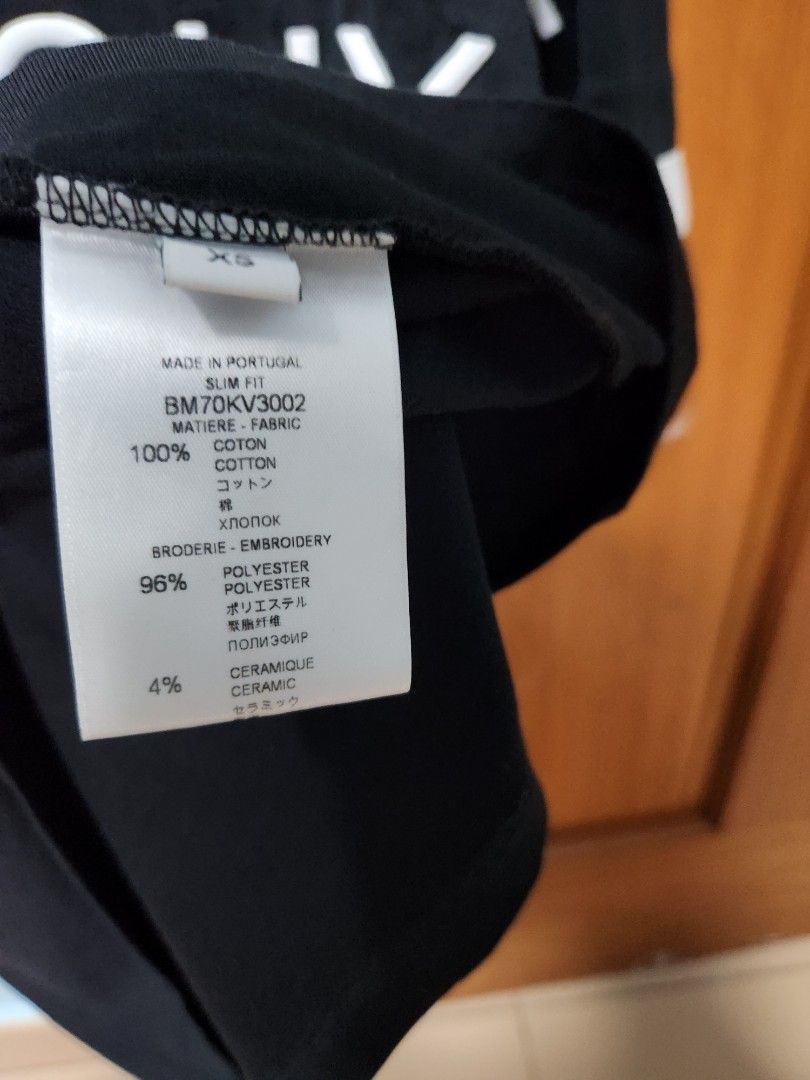 XS
MADE IN PORTUGAL
SLIM FIT
BM70KV3002
MATIERE - FABRIC
100% COTON
COTTON
コットン
棉
ХЛОПОК
BRODERIE - EMBROIDERY
96% POLYESTER
POLYESTER
ポリエステル
聚脂纤维
ПОЛИЭФИР
4% CERAMIQUE
CERAMIC
セラミック